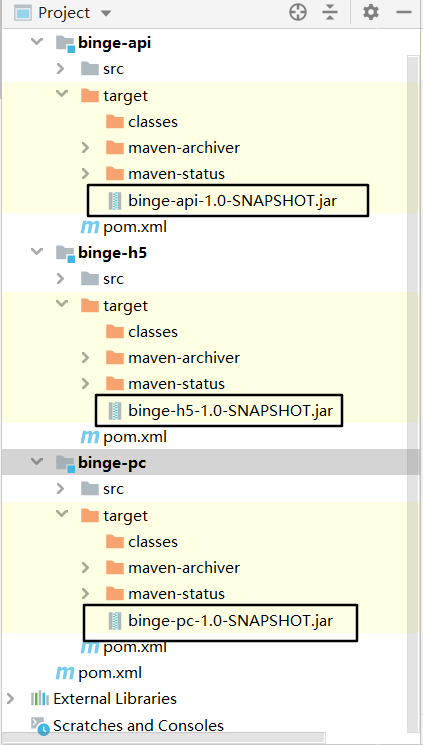 Project
binge-api
src
target
classes
maven-archiver
maven-status
binge-api-1.0-SNAPSHOT.jar
pom.xml
binge-h5
src
target
classes
maven-archiver
maven-status
binge-h5-1.0-SNAPSHOT.jar
pom.xml
binge-pc
src
target
classes
maven-archiver
maven-status
binge-pc-1.0-SNAPSHOT.jar
pom.xml
pom.xml
External Libraries
Scratches and Consoles